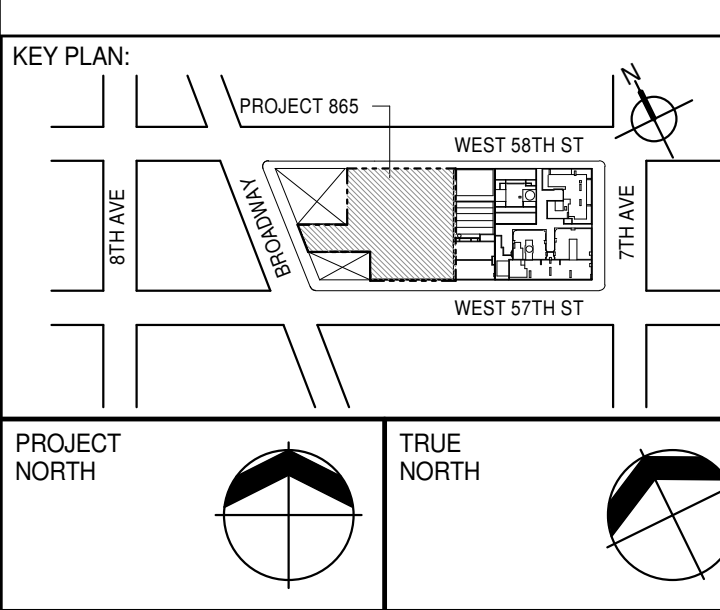 KEY PLAN:
PROJECT 865
N
WEST 58TH ST
8TH AVE
BROADWAY
7TH AVE
WEST 57TH ST
PROJECT
NORTH
TRUE
NORTH